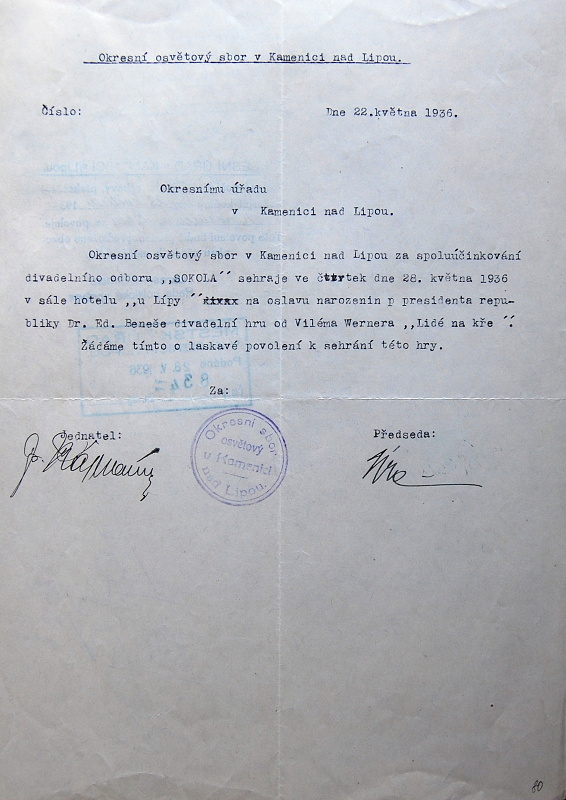 Okresní osvětový sbor v Kamenici nad Lipou.
Číslo: Dne 22.května 1936.
Okresnímu úřadu
v Kamenici nad Lipou.
Okresní osvětový sbor v Kamenici nad Lipou za spoluúčinkování
divadelního odboru ,,SOKOLA´´ sehraje ve čtvrtek dne 28. května 1936
v sále hotelu ,,u Lípy ´´ na oslavu narozenin p presidenta repu-
bliky Dr. Ed. Beneše divadelní hru od Viléma Wernera ,,Lidé na kře ´´.
Žádáme tímto o laskavé povolení k sehrání této hry.
Za:
Jednatel: Předseda:
Okresní sbor
osvětový
v Kamenici
nad Lipou.
80